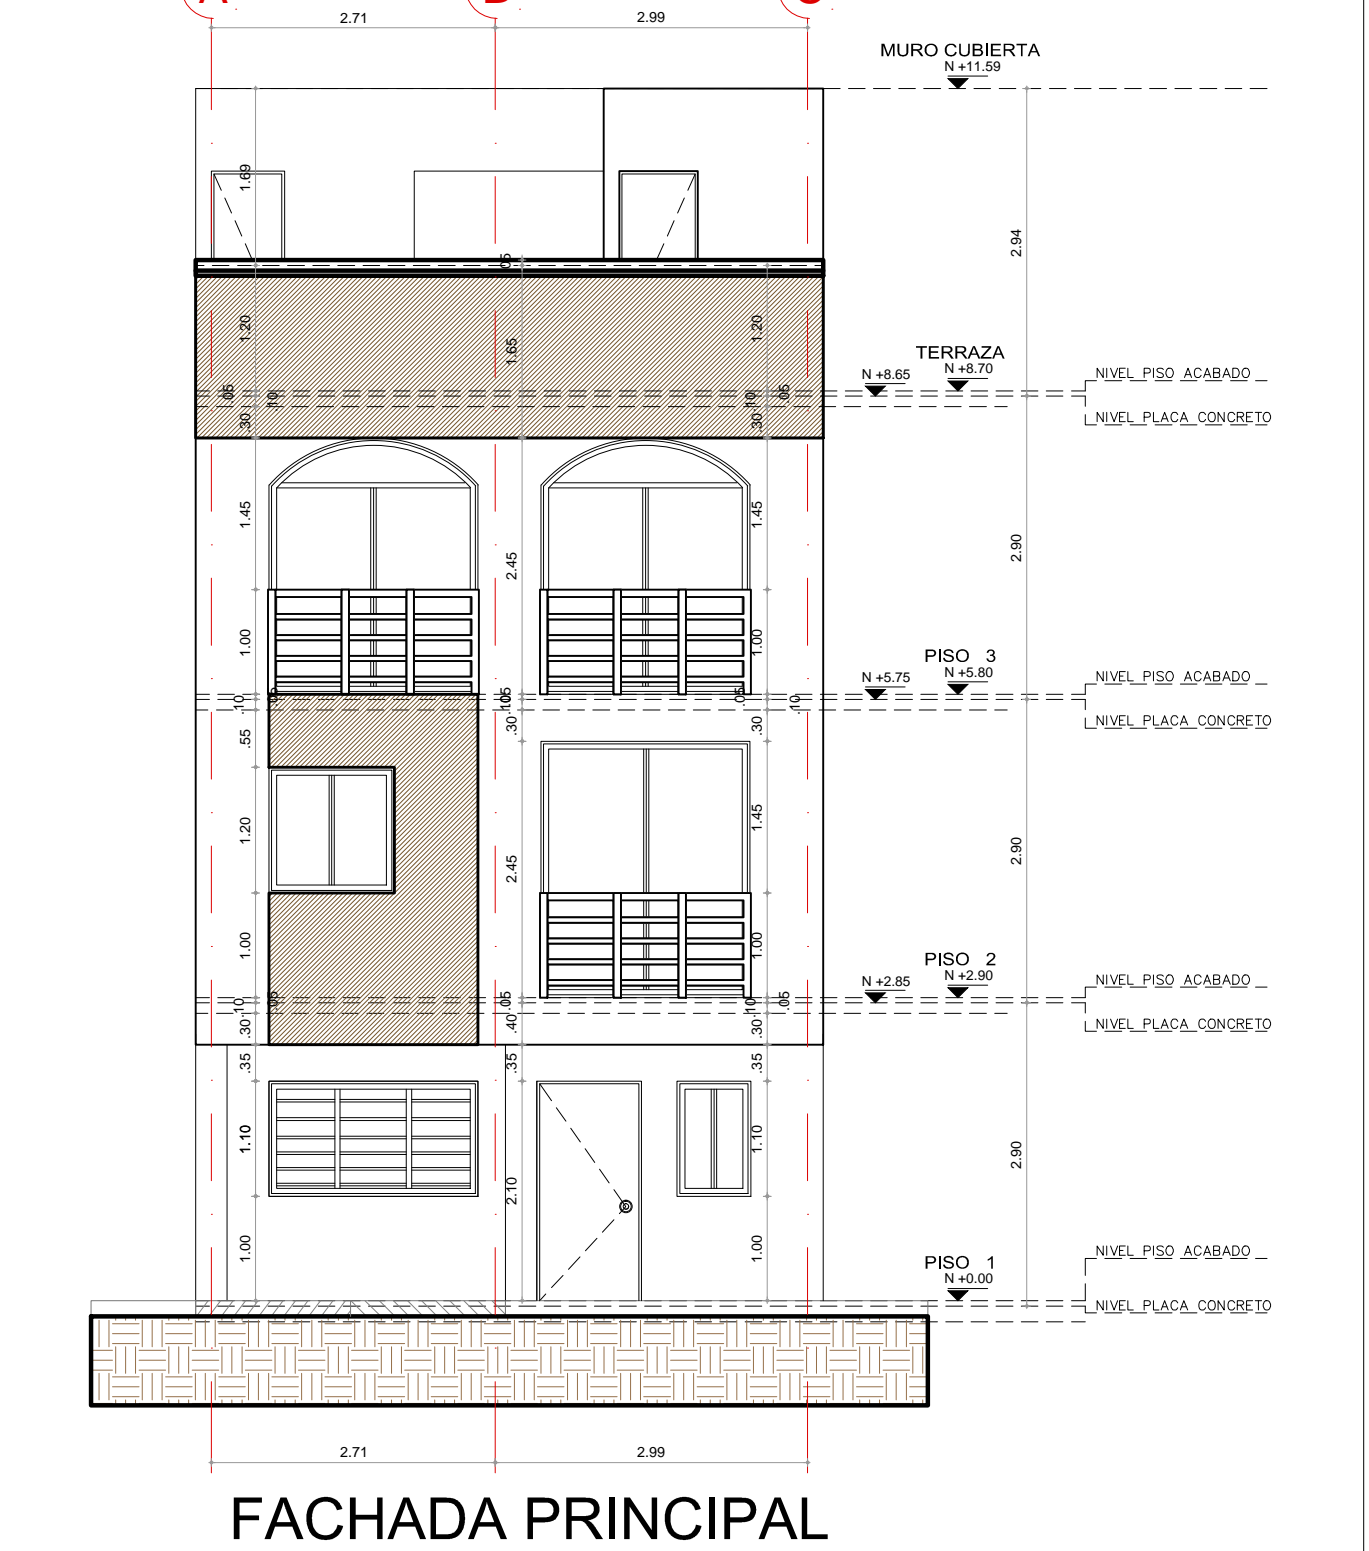 2.71 2.99
MURO CUBIERTA
N +11.59
1.69
2.94
.05
1.20 1.65 1.20
TERRAZA
N +8.65 N +8.70
NIVEL PISO ACABADO
.05 .10 .10 .05
NIVEL PLACA CONCRETO
.30 .30
1.45 2.45 1.45 2.90
1.00 1.00
PISO 3
N +5.75 N +5.80
NIVEL PISO ACABADO
.10 .05 .10 .05 .05 .10
NIVEL PLACA CONCRETO
.55 .30 .30
1.20 2.45 1.45 2.90
1.00 1.00
PISO 2
N +2.85 N +2.90
NIVEL PISO ACABADO
.10 .05 .05 .10 .05
NIVEL PLACA CONCRETO
.30 .40 .30
.35 .35 .35
1.10 2.10 1.10 2.90
1.00 1.00
PISO 1
N +0.00
NIVEL PISO ACABADO
NIVEL PLACA CONCRETO
2.71 2.99
FACHADA PRINCIPAL